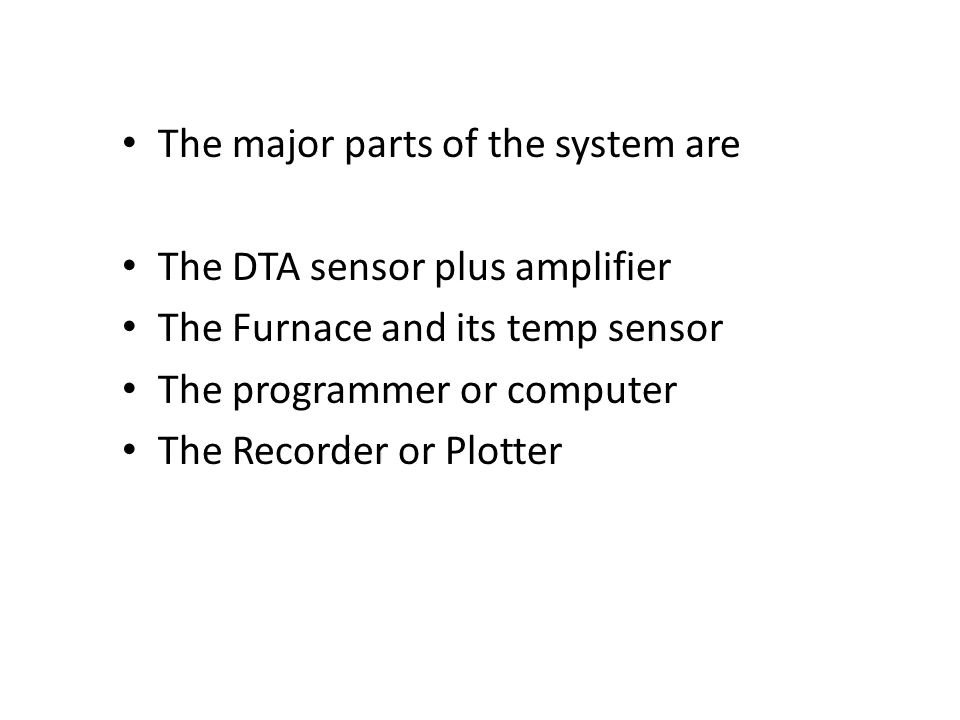 • The major parts of the system are
• The DTA sensor plus amplifier
• The Furnace and its temp sensor
• The programmer or computer
• The Recorder or Plotter